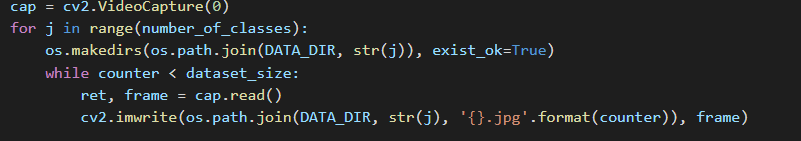 cap = cv2.VideoCapture(0)
for j in range(number_of_classes):
    os.makedirs(os.path.join(DATA_DIR, str(j)), exist_ok=True)
    while counter < dataset_size:
        ret, frame = cap.read()
        cv2.imwrite(os.path.join(DATA_DIR, str(j), '{}.jpg'.format(counter)), frame)